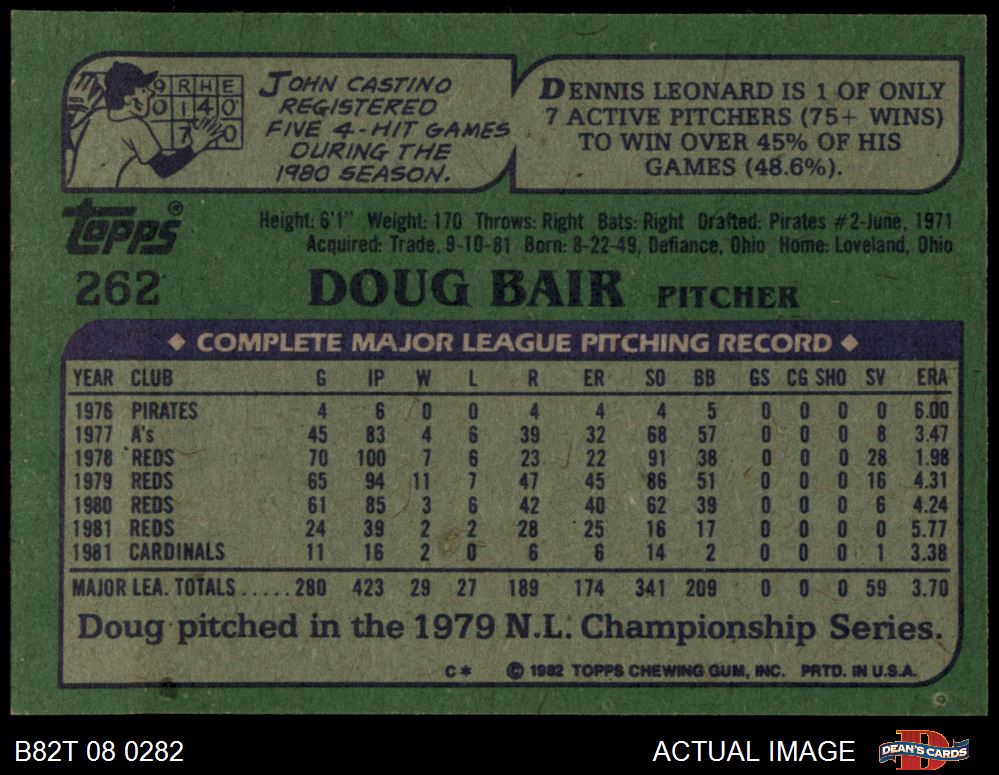 9 R H E
0 1 4 0
7 0
JOHN CASTINO
REGISTERED
FIVE 4-HIT GAMES
DURING THE
1980 SEASON.
DENNIS LEONARD IS 1 OF ONLY
7 ACTIVE PITCHERS (75+ WINS)
TO WIN OVER 45% OF HIS
GAMES (48.6%).
topps®
Height: 6'1" Weight: 170 Throws: Right Bats: Right Drafted: Pirates #2-June, 1971
Acquired: Trade, 9-10-81 Born: 8-22-49, Defiance, Ohio Home: Loveland, Ohio
262 DOUG BAIR PITCHER
◆ COMPLETE MAJOR LEAGUE PITCHING RECORD ◆
YEAR CLUB G IP W L R ER SO BB GS CG SHO SV ERA
1976 PIRATES 4 6 0 0 4 4 4 5 0 0 0 0 6.00
1977 A's 45 83 4 6 39 32 68 57 0 0 0 8 3.47
1978 REDS 70 100 7 6 23 22 91 38 0 0 0 28 1.98
1979 REDS 65 94 11 7 47 45 86 51 0 0 0 16 4.31
1980 REDS 61 85 3 6 42 40 62 39 0 0 0 6 4.24
1981 REDS 24 39 2 2 28 25 16 17 0 0 0 0 5.77
1981 CARDINALS 11 16 2 0 6 6 14 2 0 0 0 1 3.38
MAJOR LEA. TOTALS.....280 423 29 27 189 174 341 209 0 0 0 59 3.70
Doug pitched in the 1979 N.L. Championship Series.
C* © 1982 TOPPS CHEWING GUM, INC. PRTD. IN U.S.A.
B82T 08 0282 ACTUAL IMAGE DEAN'S CARDS